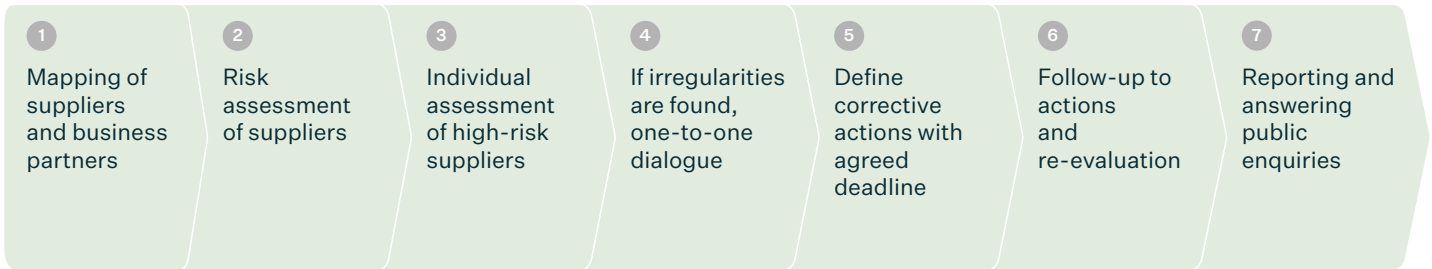 1
Mapping of
suppliers
and business
partners
2
Risk
assessment
of suppliers
3
Individual
assessment
of high-risk
suppliers
4
If irregularities
are found,
one-to-one
dialogue
5
Define
corrective
actions with
agreed
deadline
6
Follow-up to
actions
and
re-evaluation
7
Reporting and
answering
public
enquiries